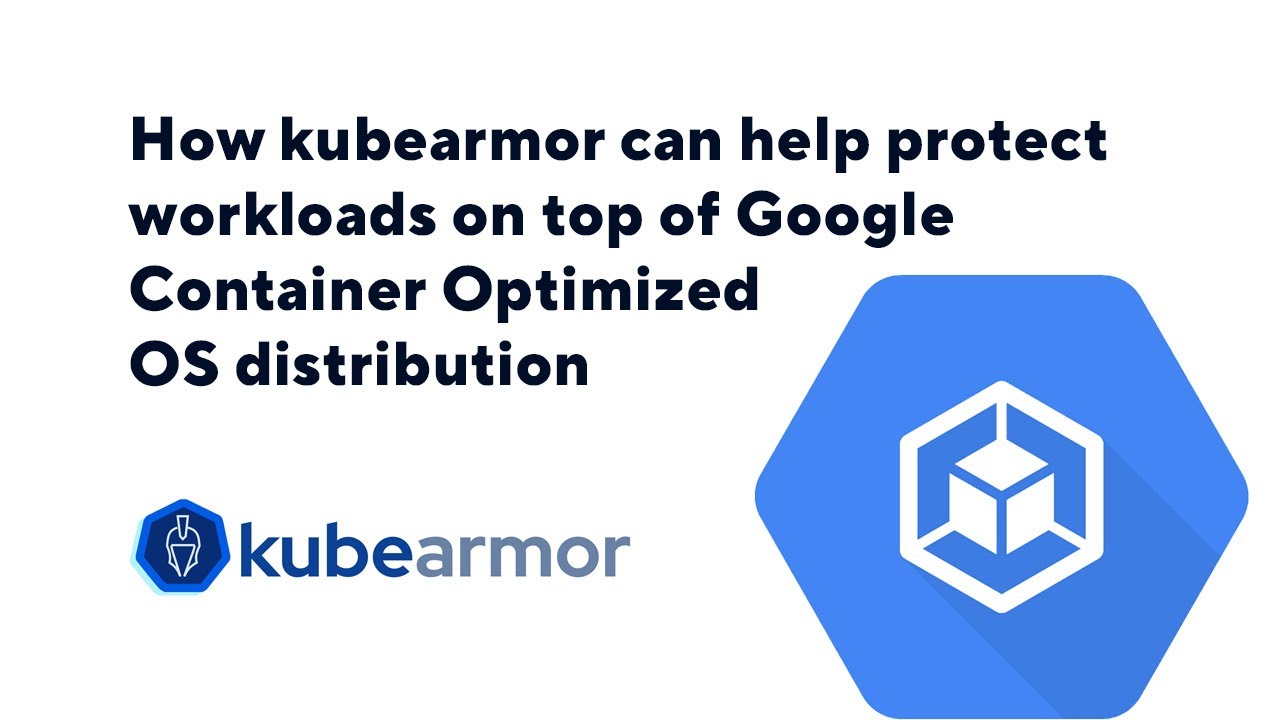 How kubearmor can help protect
workloads on top of Google
Container Optimized
OS distribution
kubearmor